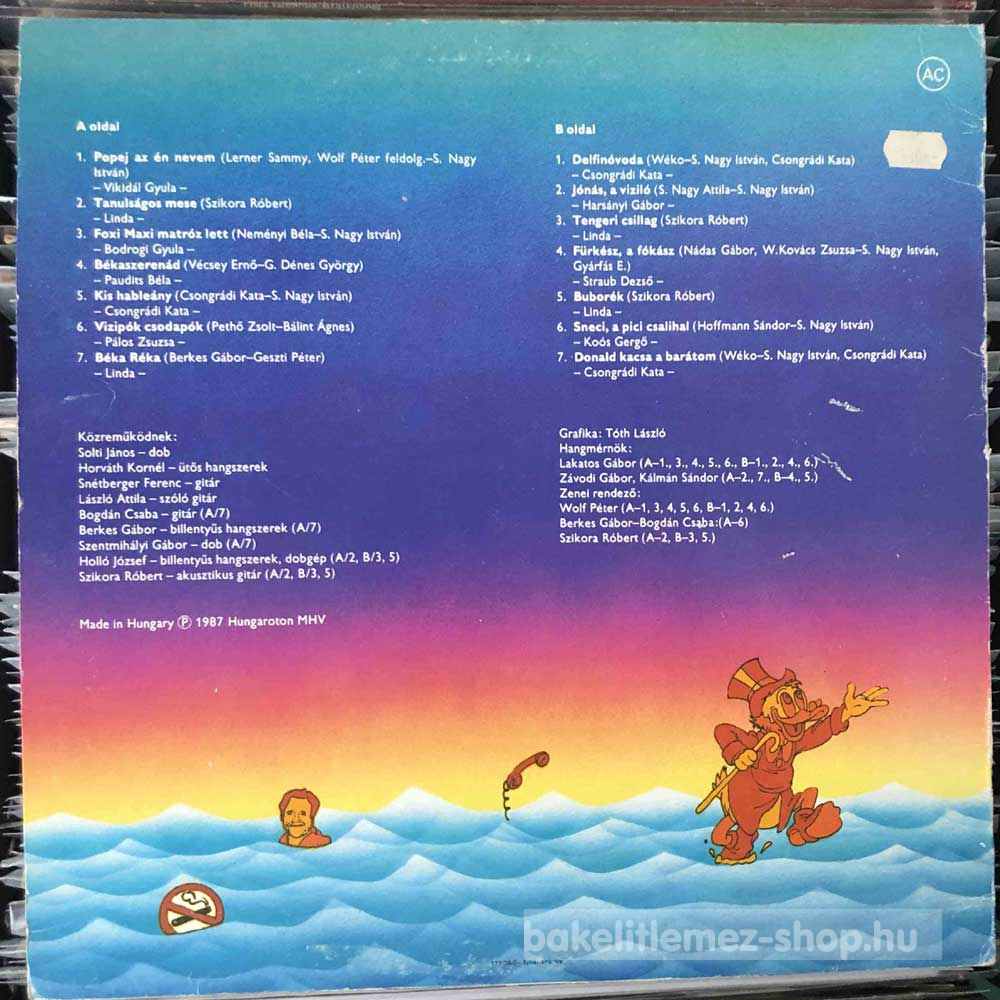 AC
A oldal
1. Popej az én nevem (Lerner Sammy, Wolf Péter feldolg.–S. Nagy
István)
– Vikidál Gyula –
2. Tanulságos mese (Szikora Róbert)
– Linda –
3. Foxi Maxi matróz lett (Neményi Béla–S. Nagy István)
– Bodrogi Gyula –
4. Békaszerenád (Vécsey Ernő–G. Dénes György)
– Paudits Béla –
5. Kis hableány (Csongrádi Kata–S. Nagy István)
– Csongrádi Kata –
6. Vizipók csodapók (Pethő Zsolt–Bálint Ágnes)
– Pálos Zsuzsa –
7. Béka Réka (Berkes Gábor–Geszti Péter)
– Linda –
B oldal
1. Delfinóvoda (Wéko–S. Nagy István, Csongrádi Kata)
– Csongrádi Kata –
2. Jónás, a viziló (S. Nagy Attila–S. Nagy István)
– Harsányi Gábor –
3. Tengeri csillag (Szikora Róbert)
– Linda –
4. Fürkész, a fókász (Nádas Gábor, W.Kovács Zsuzsa–S. Nagy István,
Gyárfás E.)
– Straub Dezső –
5. Buborék (Szikora Róbert)
– Linda –
6. Sneci, a pici csalihal (Hoffmann Sándor–S. Nagy István)
– Koós Gergő –
7. Donald kacsa a barátom (Wéko–S. Nagy István, Csongrádi Kata)
– Csongrádi Kata –
Közreműködnek:
Solti János – dob
Horváth Kornél – ütős hangszerek
Snétberger Ferenc – gitár
László Attila – szóló gitár
Bogdán Csaba – gitár (A/7)
Berkes Gábor – billentyűs hangszerek (A/7)
Szentmihályi Gábor – dob (A/7)
Holló József – billentyűs hangszerek, dobgép (A/2, B/3, 5)
Szikora Róbert – akusztikus gitár (A/2, B/3, 5)
Made in Hungary Ⓟ 1987 Hungaroton MHV
Grafika: Tóth László
Hangmérnök:
Lakatos Gábor (A–1., 3., 4., 5., 6., B–1., 2., 4., 6.)
Závodi Gábor, Kálmán Sándor (A–2., 7., B–4., 5.)
Zenei rendező:
Wolf Péter (A–1, 3, 4, 5, 6, B–1, 2, 4, 6.)
Berkes Gábor–Bogdán Csaba:(A–6)
Szikora Róbert (A–2, B–3, 5.)
bakelitlemez-shop.hu